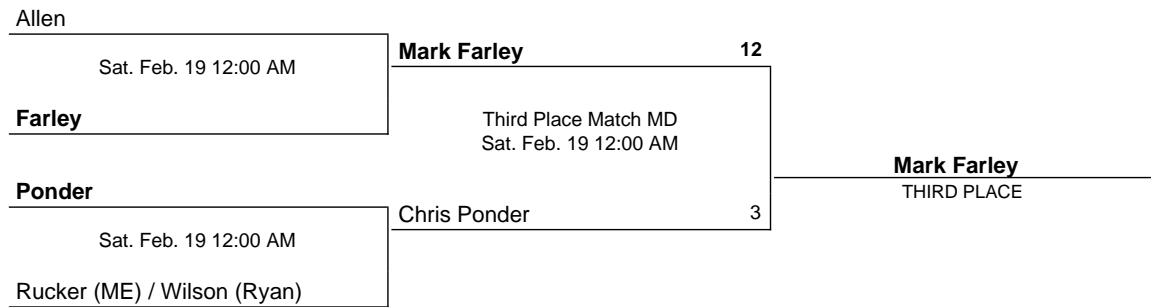 Allen
Sat. Feb. 19 12:00 AM
Farley
Mark Farley 12
Third Place Match MD
Sat. Feb. 19 12:00 AM
Ponder
Sat. Feb. 19 12:00 AM
Rucker (ME) / Wilson (Ryan)
Chris Ponder 3
Mark Farley
THIRD PLACE